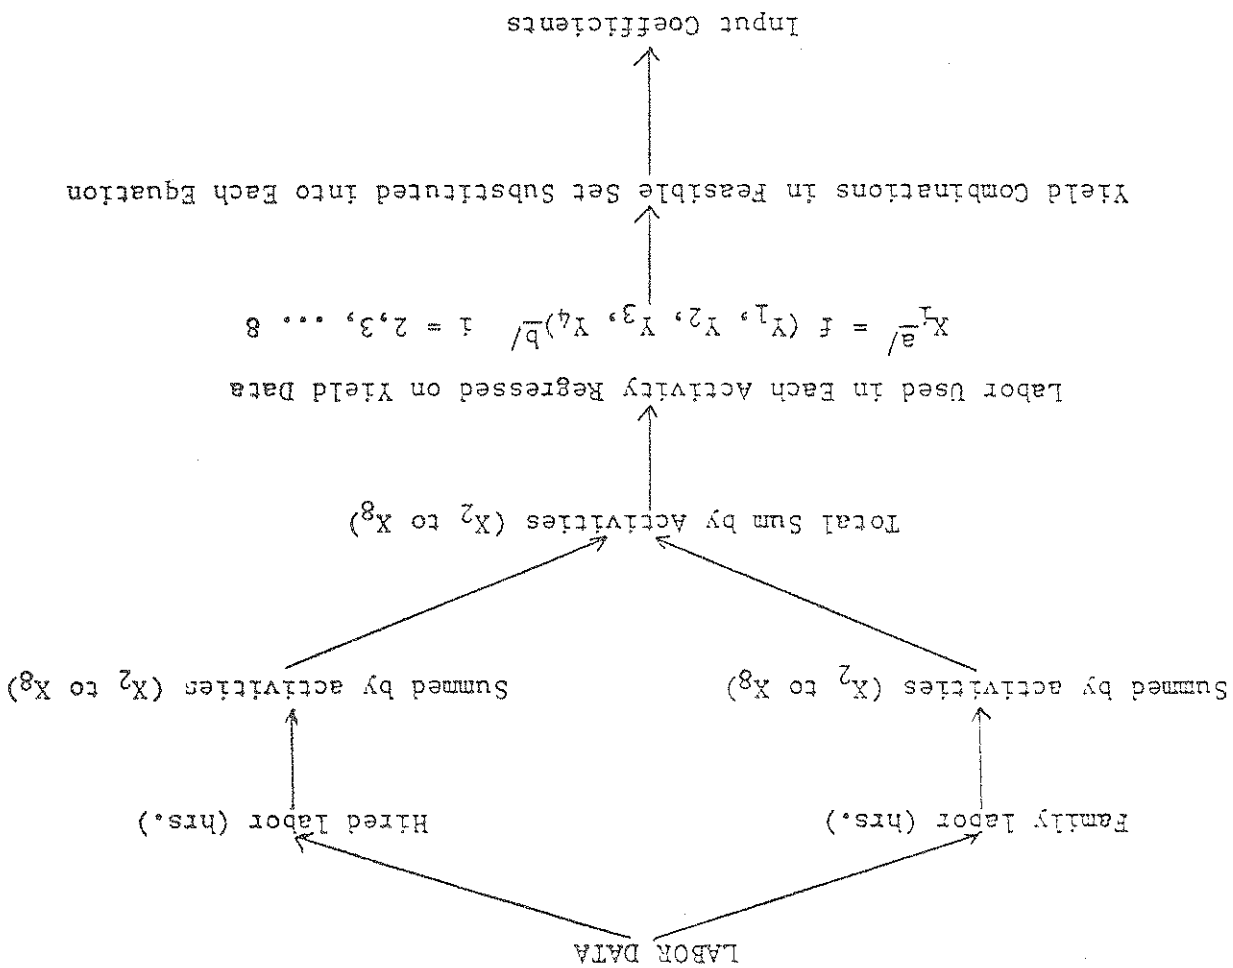 LABOR DATA
Family labor (hrs.) Hired labor (hrs.)
Summed by activities (X₂ to X₈) Summed by activities (X₂ to X₈)
Total Sum by Activities (X₂ to X₈)
Labor Used in Each Activity Regressed on Yield Data
Xᵢ a/ = f (Y₁, Y₂, Y₃, Y₄) b/ i = 2,3, ... 8
Yield Combinations in Feasible Set Substituted into Each Equation
Input Coefficients